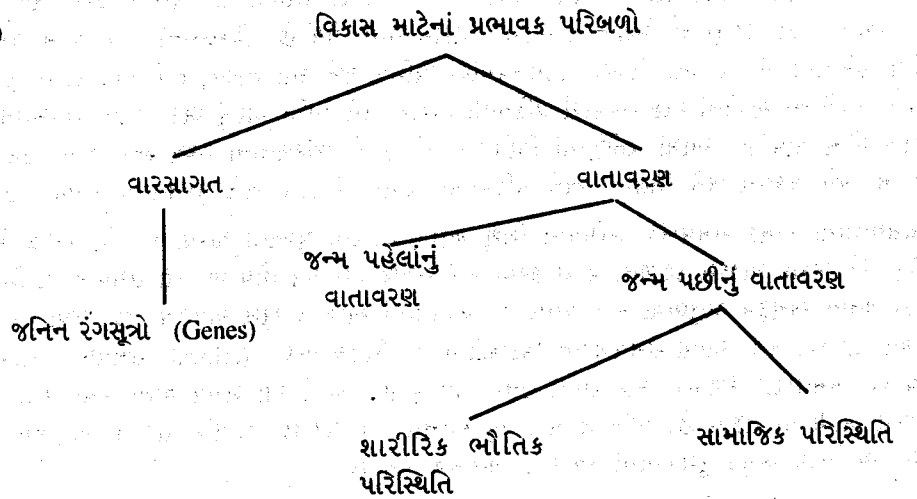 વિકાસ માટેનાં પ્રભાવક પરિબળો
વારસાગત
વાતાવરણ
જન્મ પહેલાંનું
વાતાવરણ
જન્મ પછીનું વાતાવરણ
જનિન રંગસૂત્રો (Genes)
શારીરિક ભૌતિક
પરિસ્થિતિ
સામાજિક પરિસ્થિતિ